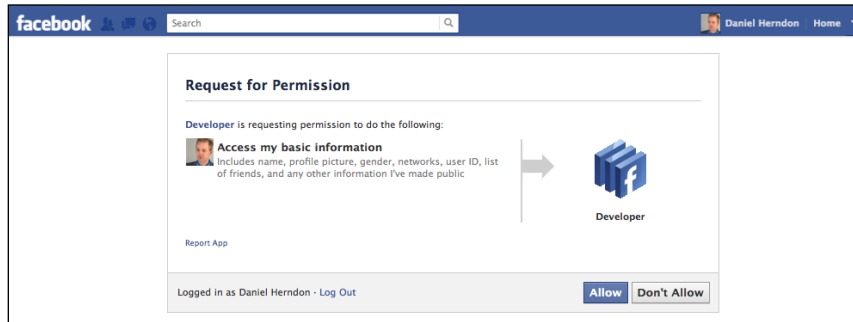 facebook
Search
Daniel Herndon Home
Request for Permission
Developer is requesting permission to do the following:
Access my basic information
Includes name, profile picture, gender, networks, user ID, list
of friends, and any other information I've made public
Developer
Report App
Logged in as Daniel Herndon · Log Out
Allow Don't Allow